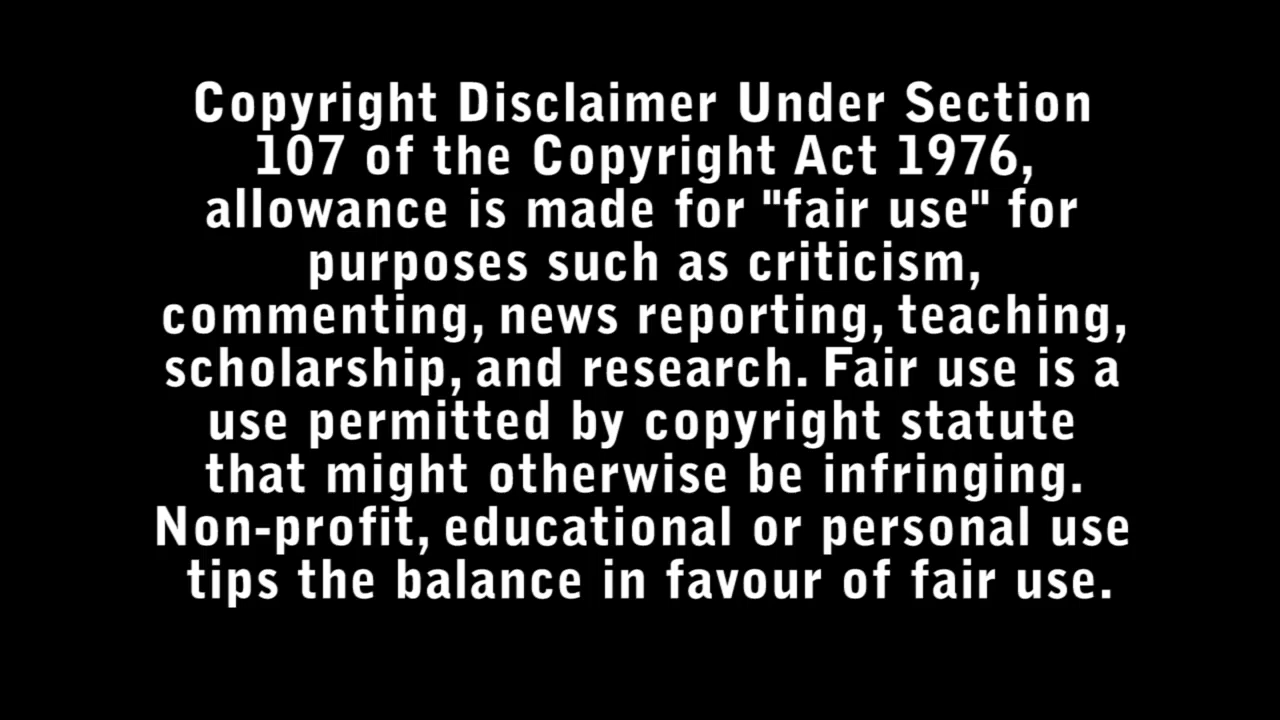 Copyright Disclaimer Under Section
107 of the Copyright Act 1976,
allowance is made for "fair use" for
purposes such as criticism,
commenting, news reporting, teaching,
scholarship, and research. Fair use is a
use permitted by copyright statute
that might otherwise be infringing.
Non-profit, educational or personal use
tips the balance in favour of fair use.